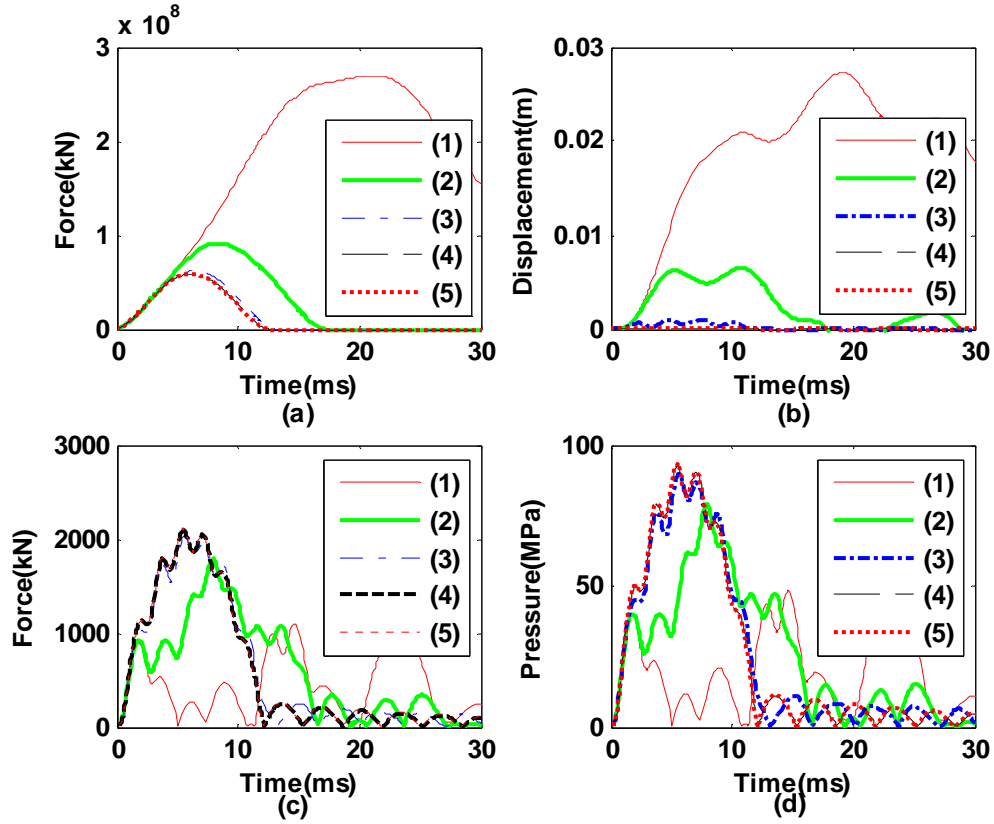 x 10^8
3
2
1
0
Force(kN)
0 10 20 30
Time(ms)
(a)
(1)
(2)
(3)
(4)
(5)
0.03
0.02
0.01
0
Displacement(m)
0 10 20 30
Time(ms)
(b)
(1)
(2)
(3)
(4)
(5)
3000
2000
1000
0
Force(kN)
0 10 20 30
Time(ms)
(c)
(1)
(2)
(3)
(4)
(5)
100
50
0
Pressure(MPa)
0 10 20 30
Time(ms)
(d)
(1)
(2)
(3)
(4)
(5)